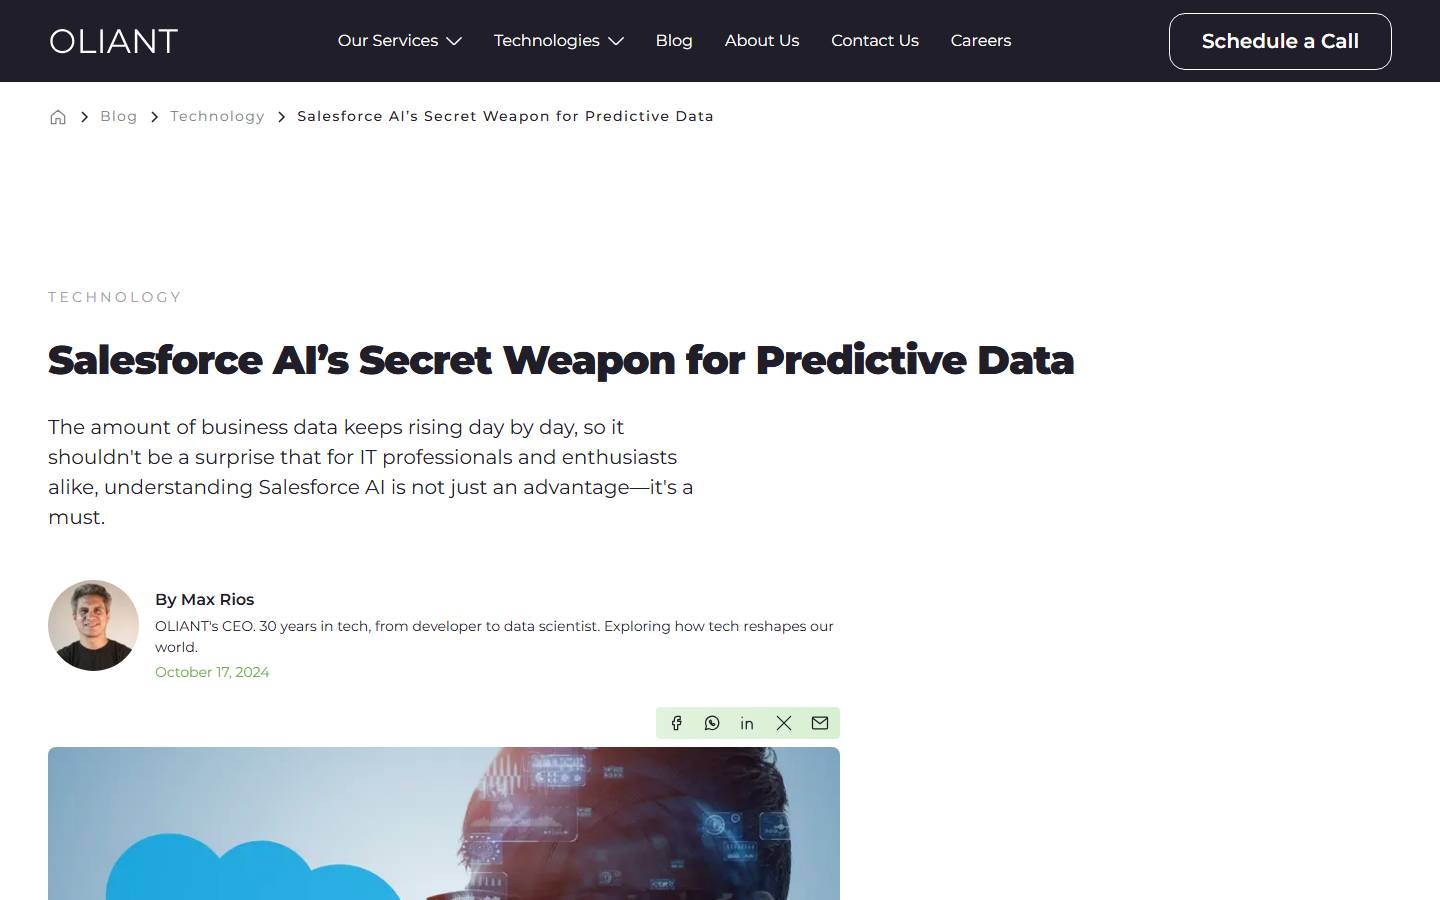 OLIANT
Our Services
Technologies
Blog
About Us
Contact Us
Careers
Schedule a Call
Blog
Technology
Salesforce AI’s Secret Weapon for Predictive Data
TECHNOLOGY
Salesforce AI’s Secret Weapon for Predictive Data
The amount of business data keeps rising day by day, so it
shouldn't be a surprise that for IT professionals and enthusiasts
alike, understanding Salesforce AI is not just an advantage—it's a
must.
By Max Rios
OLIANT's CEO. 30 years in tech, from developer to data scientist. Exploring how tech reshapes our
world.
October 17, 2024